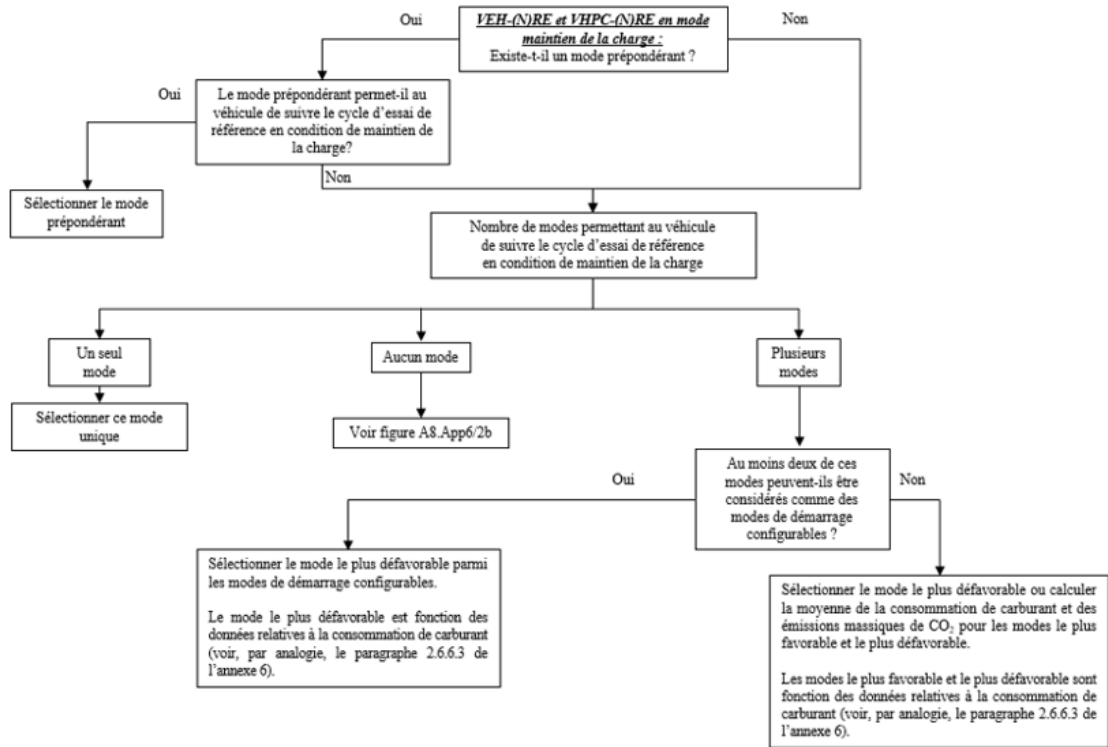 Oui
VEH-(N)RE et VHPC-(N)RE en mode
maintien de la charge :
Existe-t-il un mode prépondérant ?
Non
Oui
Le mode prépondérant permet-il au
véhicule de suivre le cycle d'essai de
référence en condition de maintien de
la charge?
Non
Sélectionner le mode
prépondérant
Nombre de modes permettant au véhicule
de suivre le cycle d'essai de référence
en condition de maintien de la charge
Un seul
mode
Aucun mode
Plusieurs
modes
Sélectionner ce mode
unique
Voir figure A8.App6/2b
Oui
Au moins deux de ces
modes peuvent-ils être
considérés comme des
modes de démarrage
configurables ?
Non
Sélectionner le mode le plus défavorable parmi
les modes de démarrage configurables.
Le mode le plus défavorable est fonction des
données relatives à la consommation de carburant
(voir, par analogie, le paragraphe 2.6.6.3 de
l'annexe 6).
Sélectionner le mode le plus défavorable ou calculer
la moyenne de la consommation de carburant et des
émissions massiques de CO₂ pour les modes le plus
favorable et le plus défavorable.
Les modes le plus favorable et le plus défavorable sont
fonction des données relatives à la consommation de
carburant (voir, par analogie, le paragraphe 2.6.6.3 de
l'annexe 6).